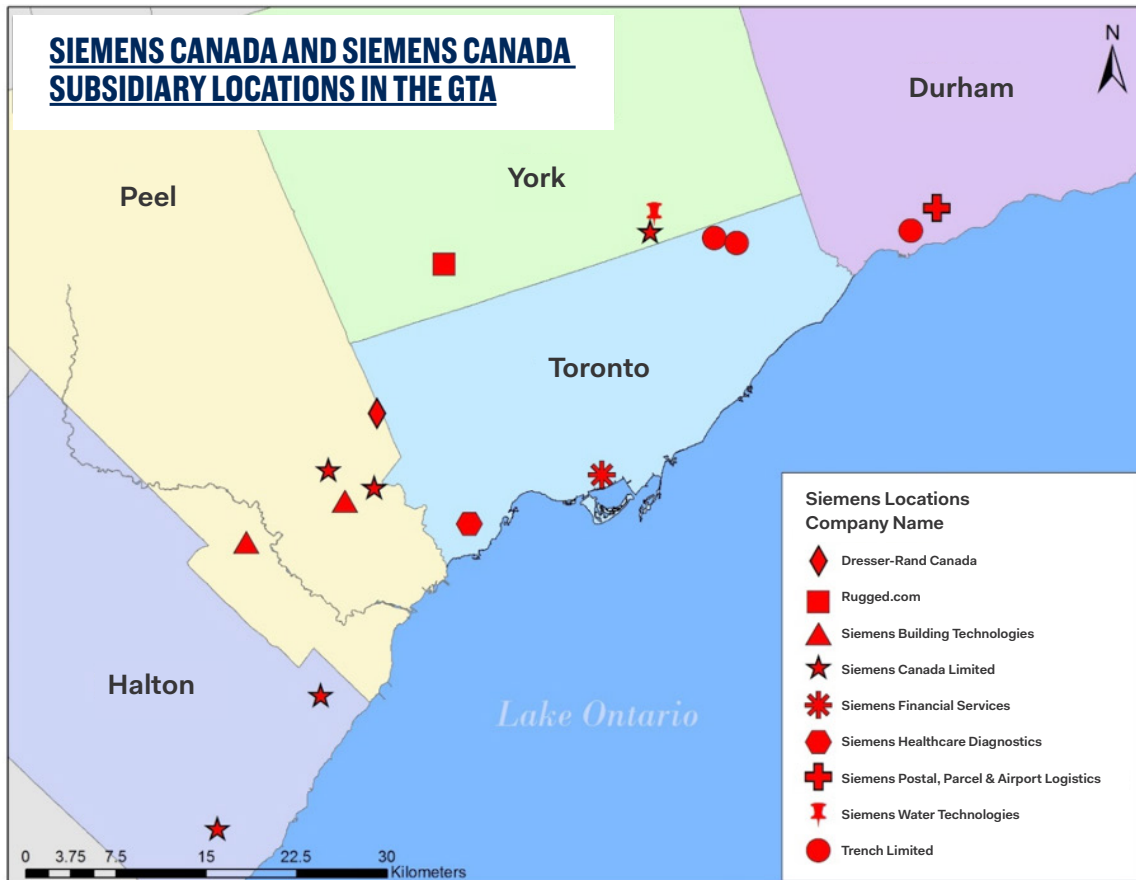 SIEMENS CANADA AND SIEMENS CANADA
SUBSIDIARY LOCATIONS IN THE GTA
N
Durham
York
Peel
Toronto
Halton
Lake Ontario
Siemens Locations
Company Name
Dresser-Rand Canada
Rugged.com
Siemens Building Technologies
Siemens Canada Limited
Siemens Financial Services
Siemens Healthcare Diagnostics
Siemens Postal, Parcel & Airport Logistics
Siemens Water Technologies
Trench Limited
0 3.75 7.5 15 22.5 30
Kilometers